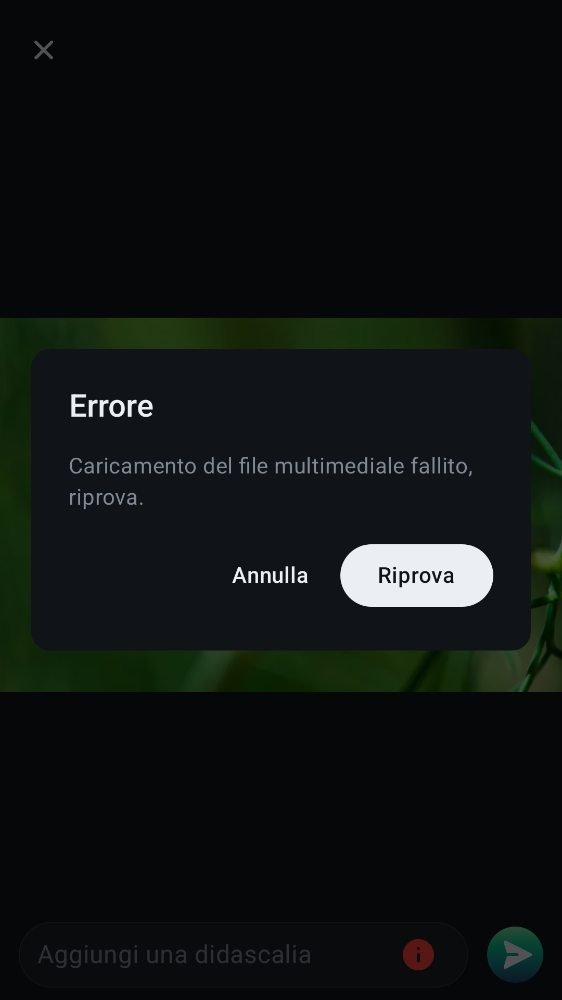 Errore
Caricamento del file multimediale fallito,
riprova.
Annulla
Riprova
Aggiungi una didascalia